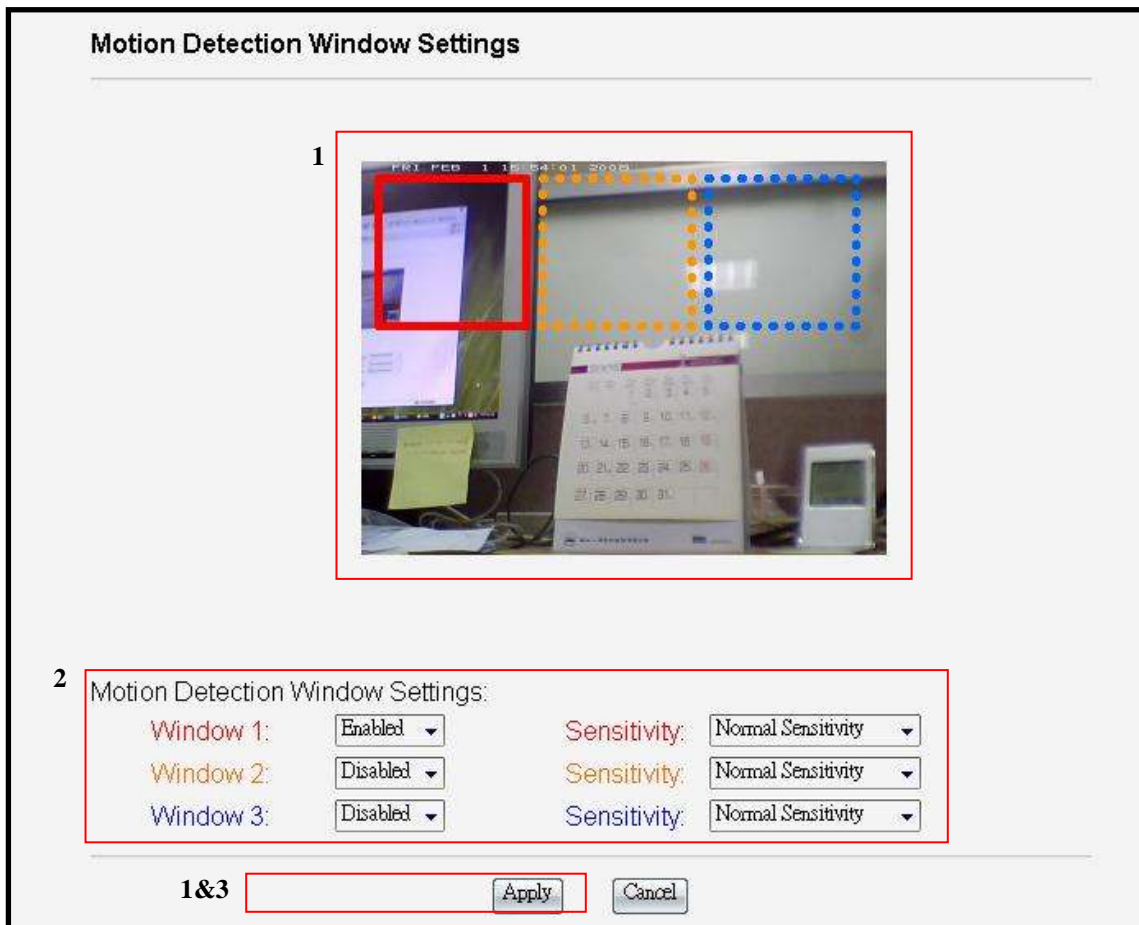 Motion Detection Window Settings
1
FRI FEB 1 15:54:01 2008
2
Motion Detection Window Settings:
Window 1: Enabled Sensitivity: Normal Sensitivity
Window 2: Disabled Sensitivity: Normal Sensitivity
Window 3: Disabled Sensitivity: Normal Sensitivity
1&3 Apply Cancel